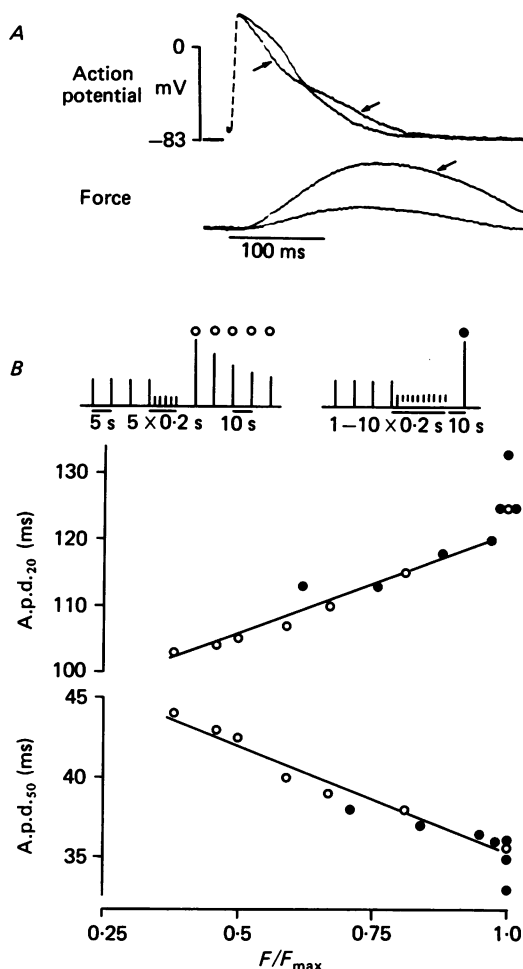 A
0
Action
potential
mV
−83
Force
100 ms
B
5 s
5 × 0·2 s
10 s
1−10 × 0·2 s
10 s
A.p.d.20 (ms)
130
120
110
100
A.p.d.50 (ms)
45
40
35
0·25
0·5
0·75
1·0
F/Fmax